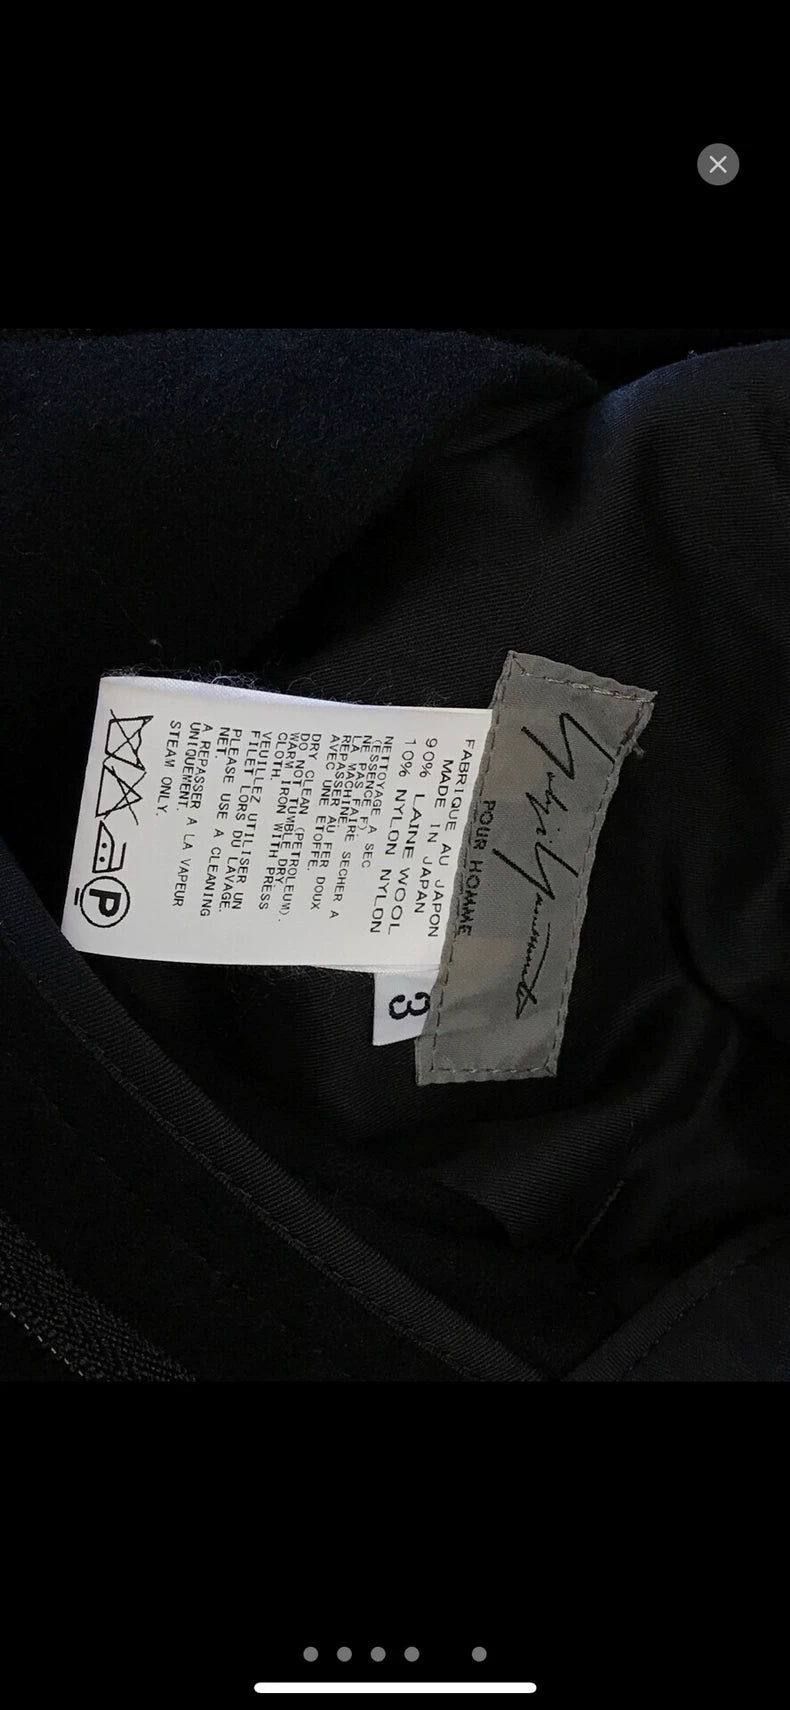 Yohji Yamamoto
POUR HOMME
3
FABRIQUE AU JAPON
MADE IN JAPAN
90% LAINE WOOL
10% NYLON NYLON
NETTOYAGE A SEC
(ESSENCE F).
NE PAS FAIRE SECHER A
LA MACHINE.
REPASSER AU FER DOUX
AVEC UNE ETOFFE.
DRY CLEAN (PETROLEUM).
DO NOT TUMBLE DRY.
WARM IRON WITH PRESS
CLOTH.
VEUILLEZ UTILISER UN
FILET LORS DU LAVAGE.
PLEASE USE A CLEANING
NET.
A REPASSER A LA VAPEUR
UNIQUEMENT.
STEAM ONLY.
P